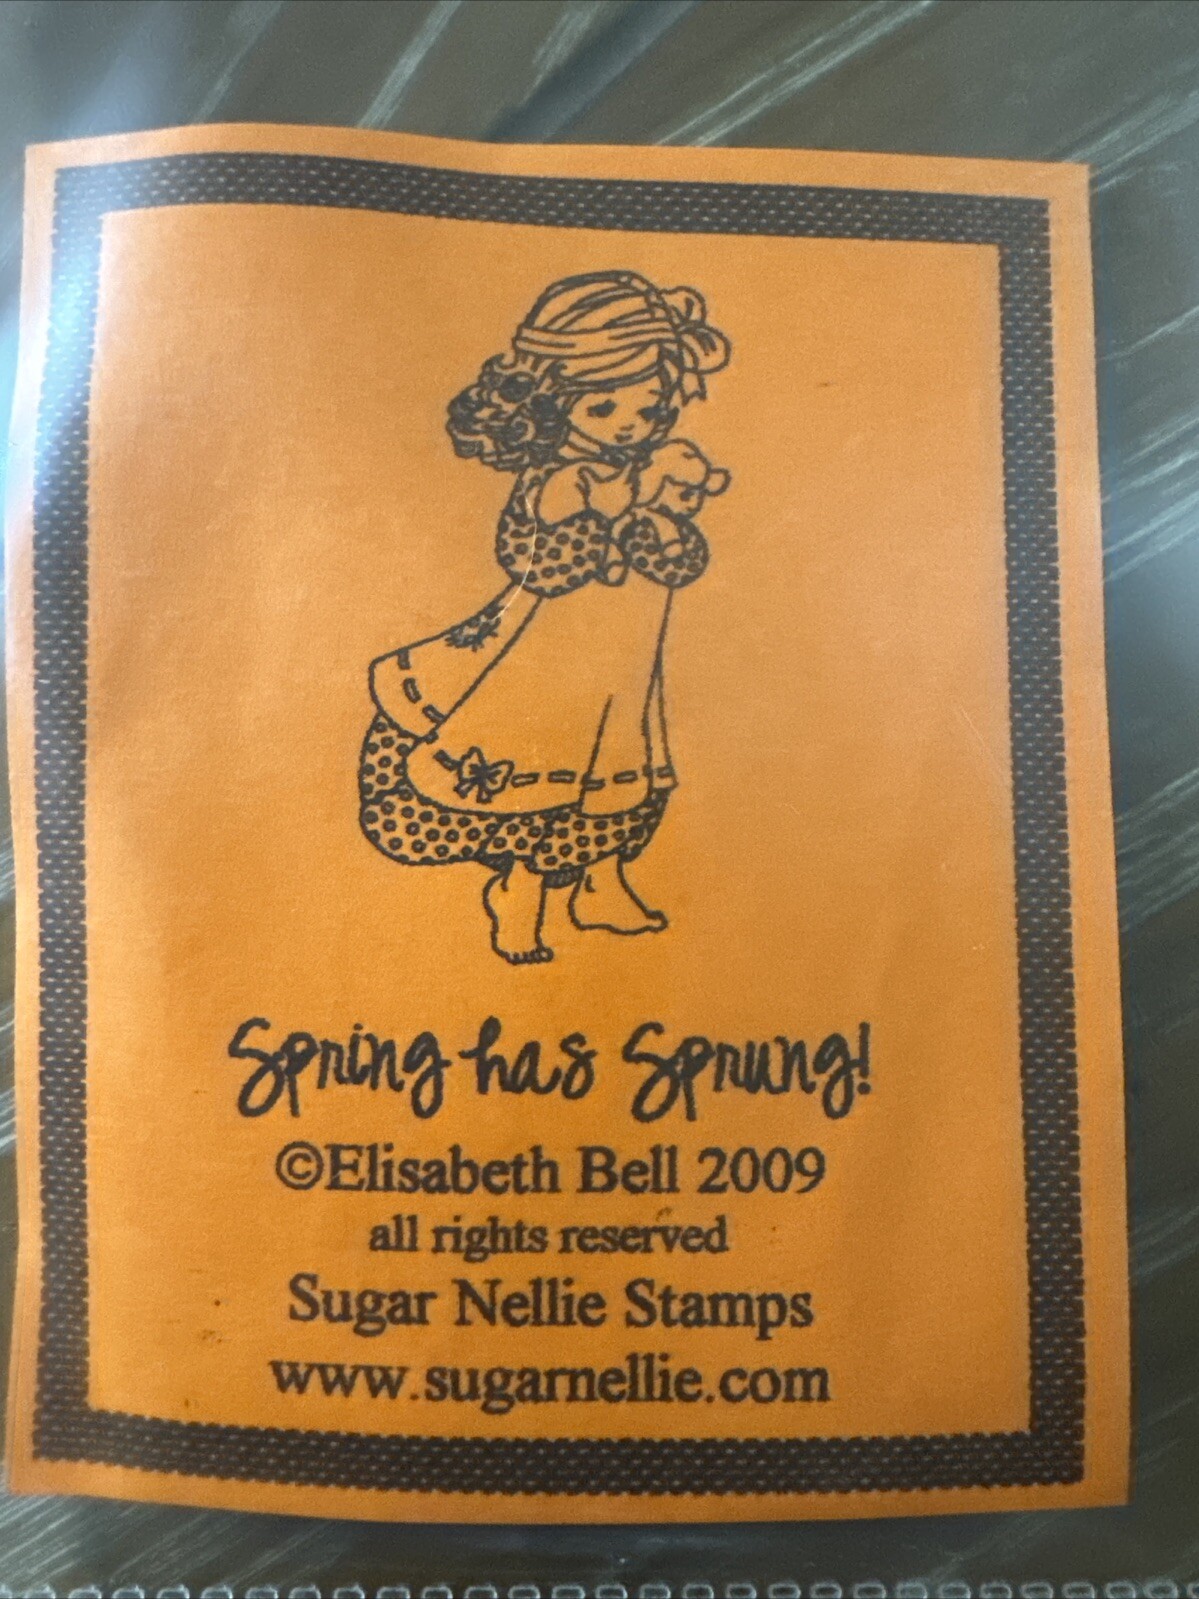 Spring has Sprung!
©Elisabeth Bell 2009
all rights reserved
Sugar Nellie Stamps
www.sugarnellie.com